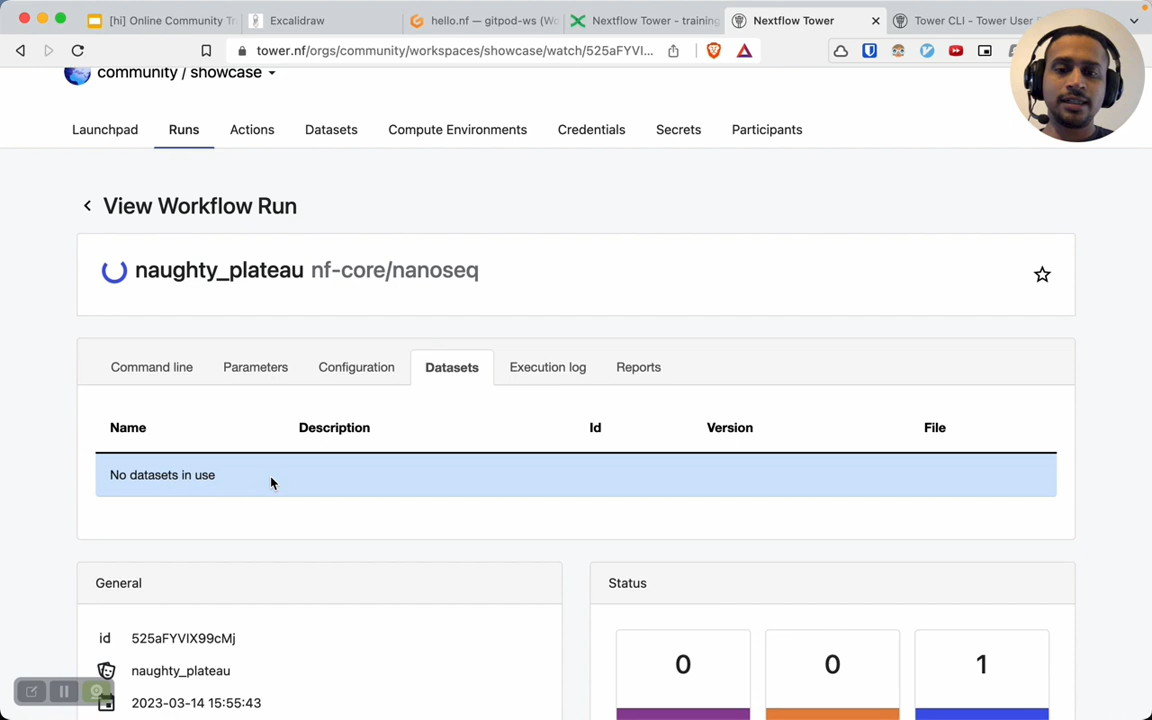 [hi] Online Community Tr
Excalidraw
hello.nf — gitpod-ws (Wo
Nextflow Tower - training
Nextflow Tower
Tower CLI - Tower User
tower.nf/orgs/community/workspaces/showcase/watch/525aFYVI...
community / showcase
Launchpad
Runs
Actions
Datasets
Compute Environments
Credentials
Secrets
Participants
View Workflow Run
naughty_plateau nf-core/nanoseq
Command line
Parameters
Configuration
Datasets
Execution log
Reports
Name
Description
Id
Version
File
No datasets in use
General
Status
id 525aFYVIX99cMj
naughty_plateau
2023-03-14 15:55:43
0
0
1